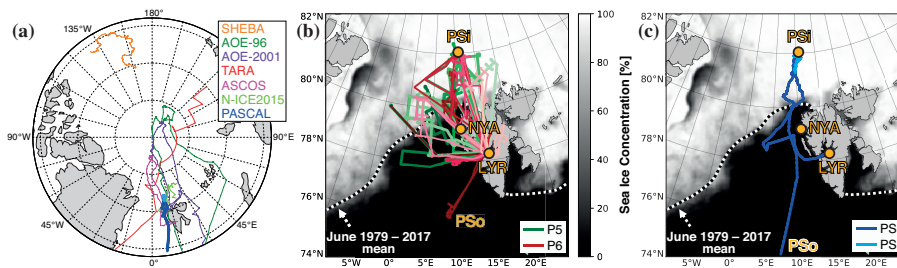 (a)
180°
135°W
90°W
90°E
45°W
45°E
0°
SHEBA
AOE-96
AOE-2001
TARA
ASCOS
N-ICE2015
PASCAL
(b)
82°N
80°N
78°N
76°N
74°N
5°W
0°
5°E
10°E
15°E
20°E
PSi
NYA
LYR
PSo
June 1979 – 2017
mean
P5
P6
100
80
60
40
20
0
Sea Ice Concentration [%]
(c)
82°N
80°N
78°N
76°N
74°N
5°W
0°
5°E
10°E
15°E
20°E
PSi
NYA
LYR
PSo
June 1979 – 2017
mean
PS
PS